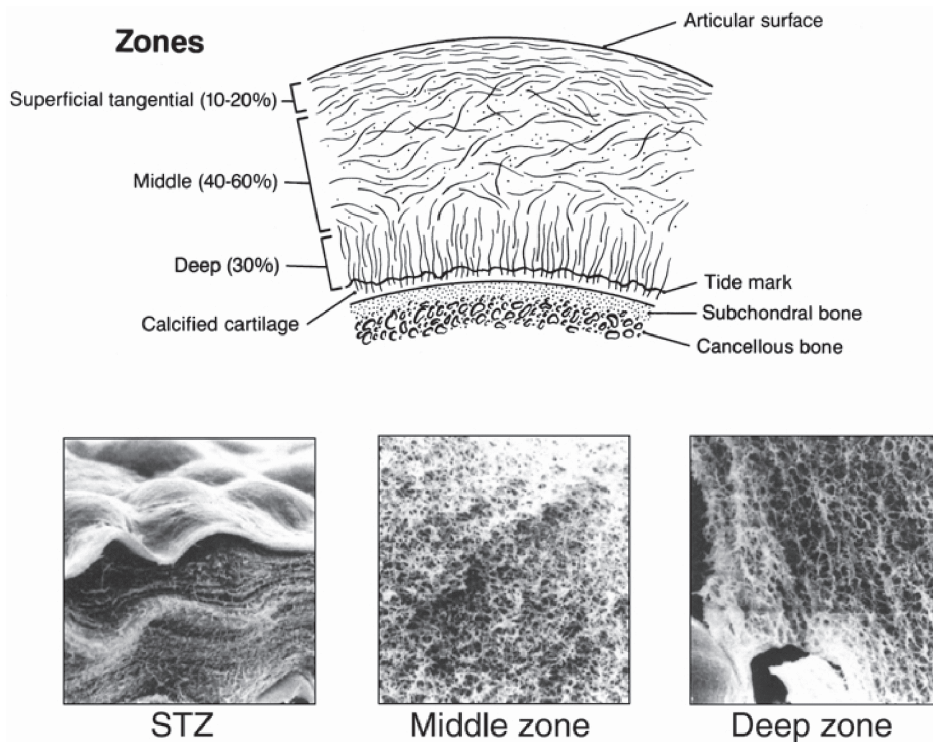 Zones
Articular surface
Superficial tangential (10-20%)
Middle (40-60%)
Deep (30%)
Calcified cartilage
Tide mark
Subchondral bone
Cancellous bone
STZ
Middle zone
Deep zone